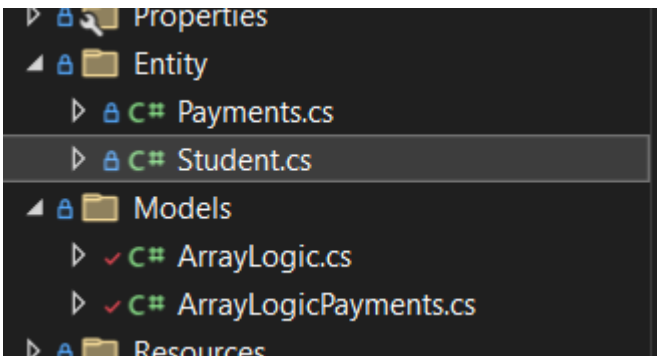 Properties
Entity
C# Payments.cs
C# Student.cs
Models
C# ArrayLogic.cs
C# ArrayLogicPayments.cs
Resources